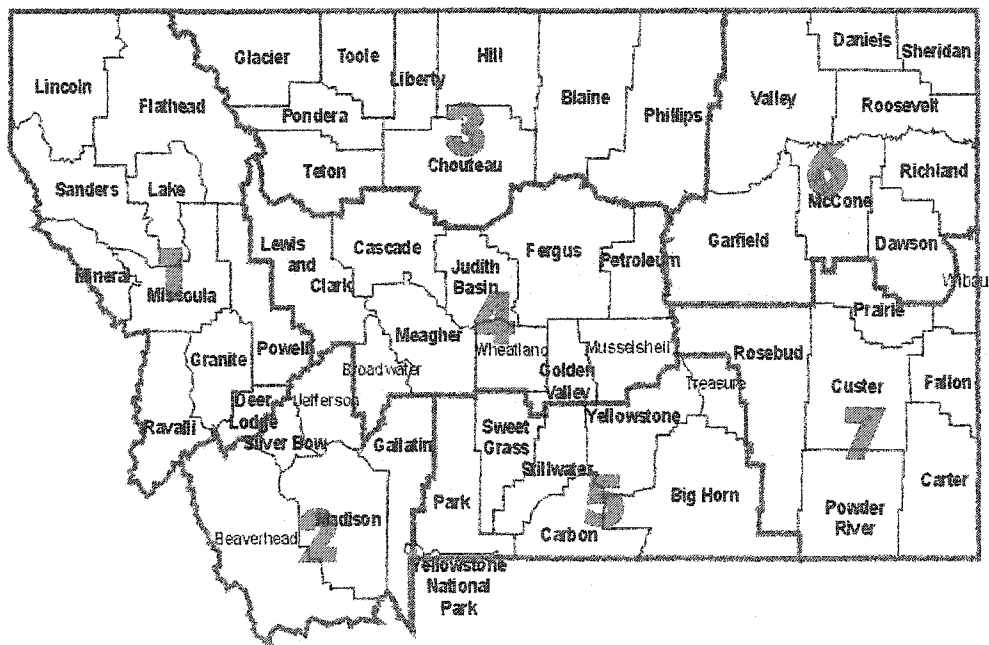 Daniels
Sheridan
Glacier
Toole
Hill
Liberty
Lincoln
Flathead
Blaine
Valley
Roosevelt
Pondera
Phillips
3
Chouteau
Teton
6
McCone
Richland
Sanders
Lake
Lewis
and
Clark
Cascade
Fergus
Garfield
Dawson
Judith
Basin
Petroleum
1
Mineral
Missoula
Wibau
4
Prairie
Meagher
Wheatland
Musselshell
Rosebud
Granite
Powell
Broadwater
Golden
Valley
Treasure
Custer
Fallon
Deer
Lodge
Jefferson
Ravalli
Silver Bow
Gallatin
Sweet
Grass
Yellowstone
7
Stillwater
Park
5
Big Horn
Carter
Powder
River
2
Madison
Beaverhead
Carbon
Yellowstone
National
Park